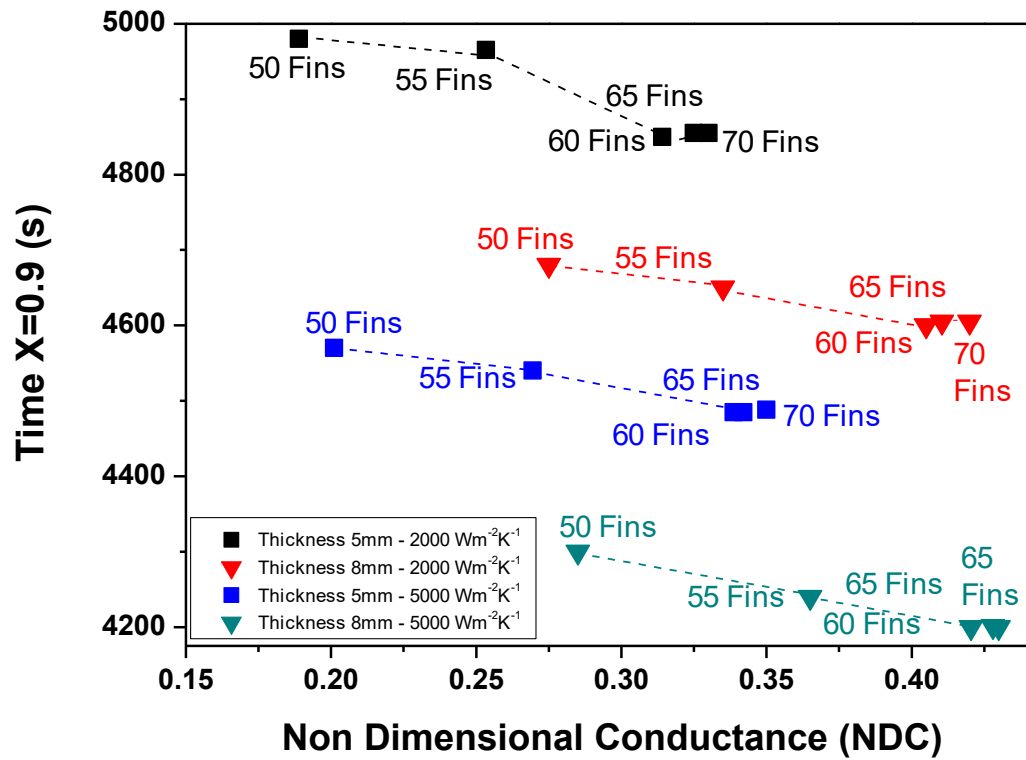 5000
4800
4600
4400
4200
Time X=0.9 (s)
50 Fins
55 Fins
65 Fins
60 Fins
70 Fins
50 Fins
55 Fins
65 Fins
60 Fins
70
Fins
50 Fins
55 Fins
65 Fins
60 Fins
70 Fins
50 Fins
55 Fins
65 Fins
60 Fins
65
Fins
Thickness 5mm - 2000 Wm⁻²K⁻¹
Thickness 8mm - 2000 Wm⁻²K⁻¹
Thickness 5mm - 5000 Wm⁻²K⁻¹
Thickness 8mm - 5000 Wm⁻²K⁻¹
0.15 0.20 0.25 0.30 0.35 0.40
Non Dimensional Conductance (NDC)